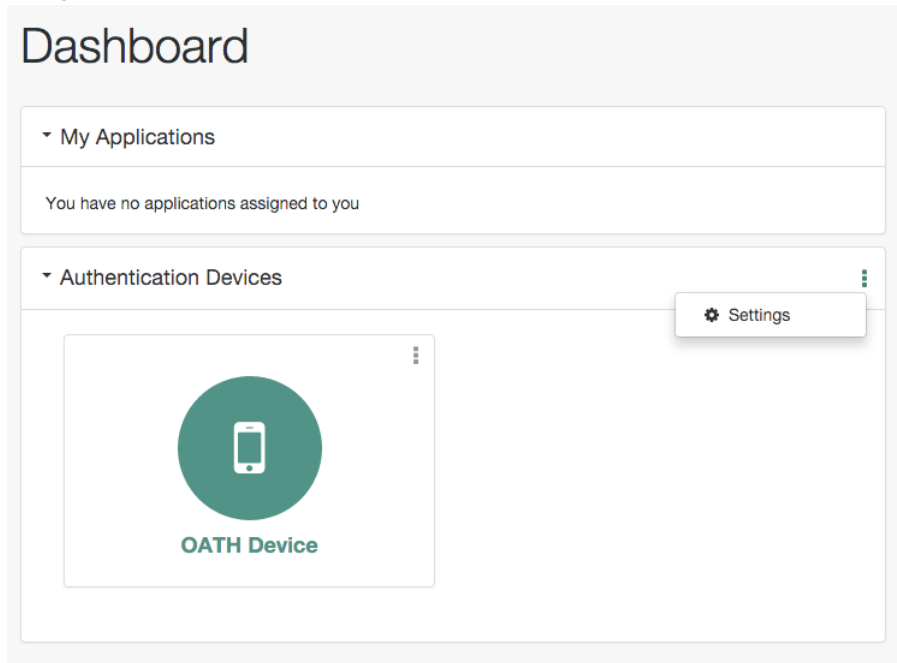 Dashboard
My Applications
You have no applications assigned to you
Authentication Devices
Settings
OATH Device